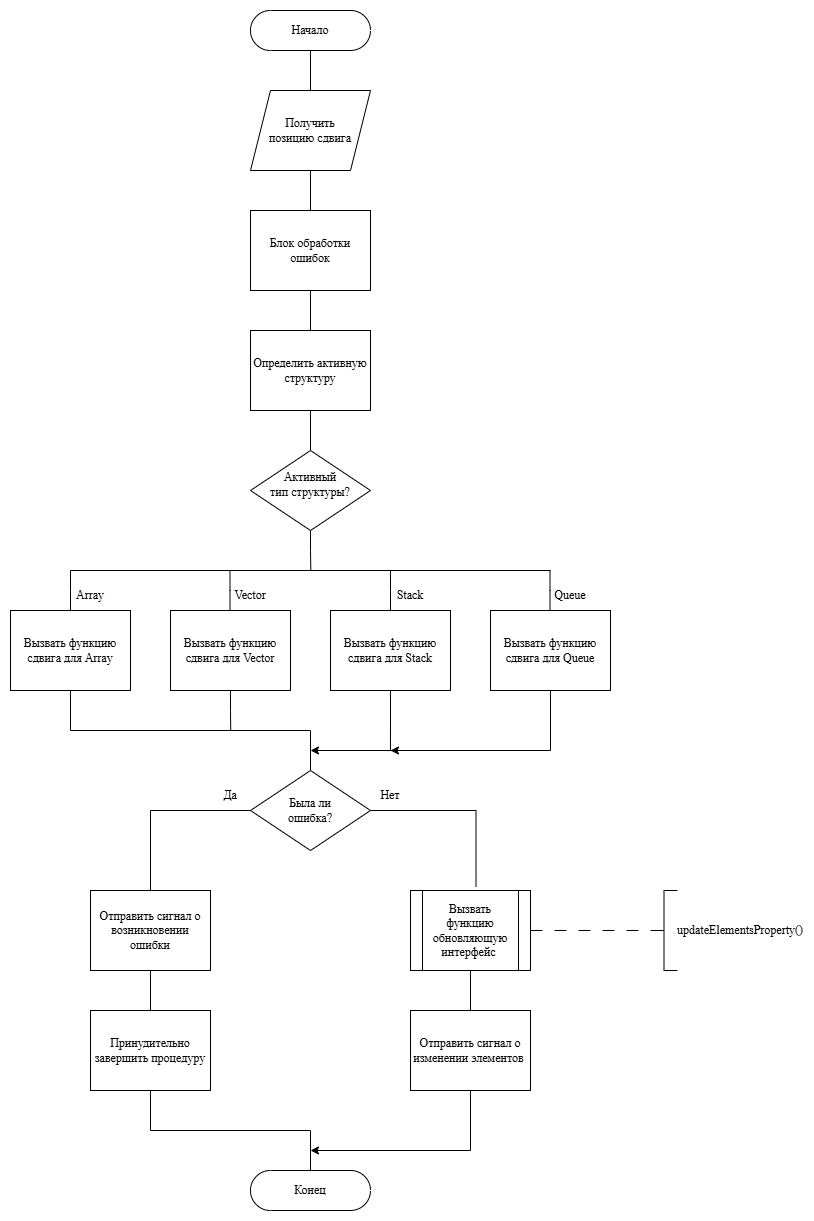 Начало
Получить
позицию сдвига
Блок обработки
ошибок
Определить активную
структуру
Активный
тип структуры?
Array
Vector
Stack
Queue
Вызвать функцию
сдвига для Array
Вызвать функцию
сдвига для Vector
Вызвать функцию
сдвига для Stack
Вызвать функцию
сдвига для Queue
Да
Была ли
ошибка?
Нет
Отправить сигнал о
возникновении
ошибки
Вызвать
функцию
обновляющую
интерфейс
updateElementsProperty()
Принудительно
завершить процедуру
Отправить сигнал о
изменении элементов
Конец